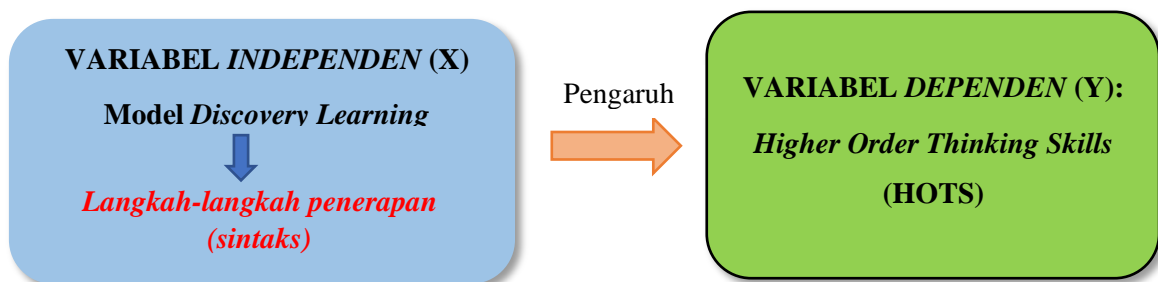 VARIABEL INDEPENDEN (X)
Model Discovery Learning
Langkah-langkah penerapan
(sintaks)
Pengaruh
VARIABEL DEPENDEN (Y):
Higher Order Thinking Skills
(HOTS)